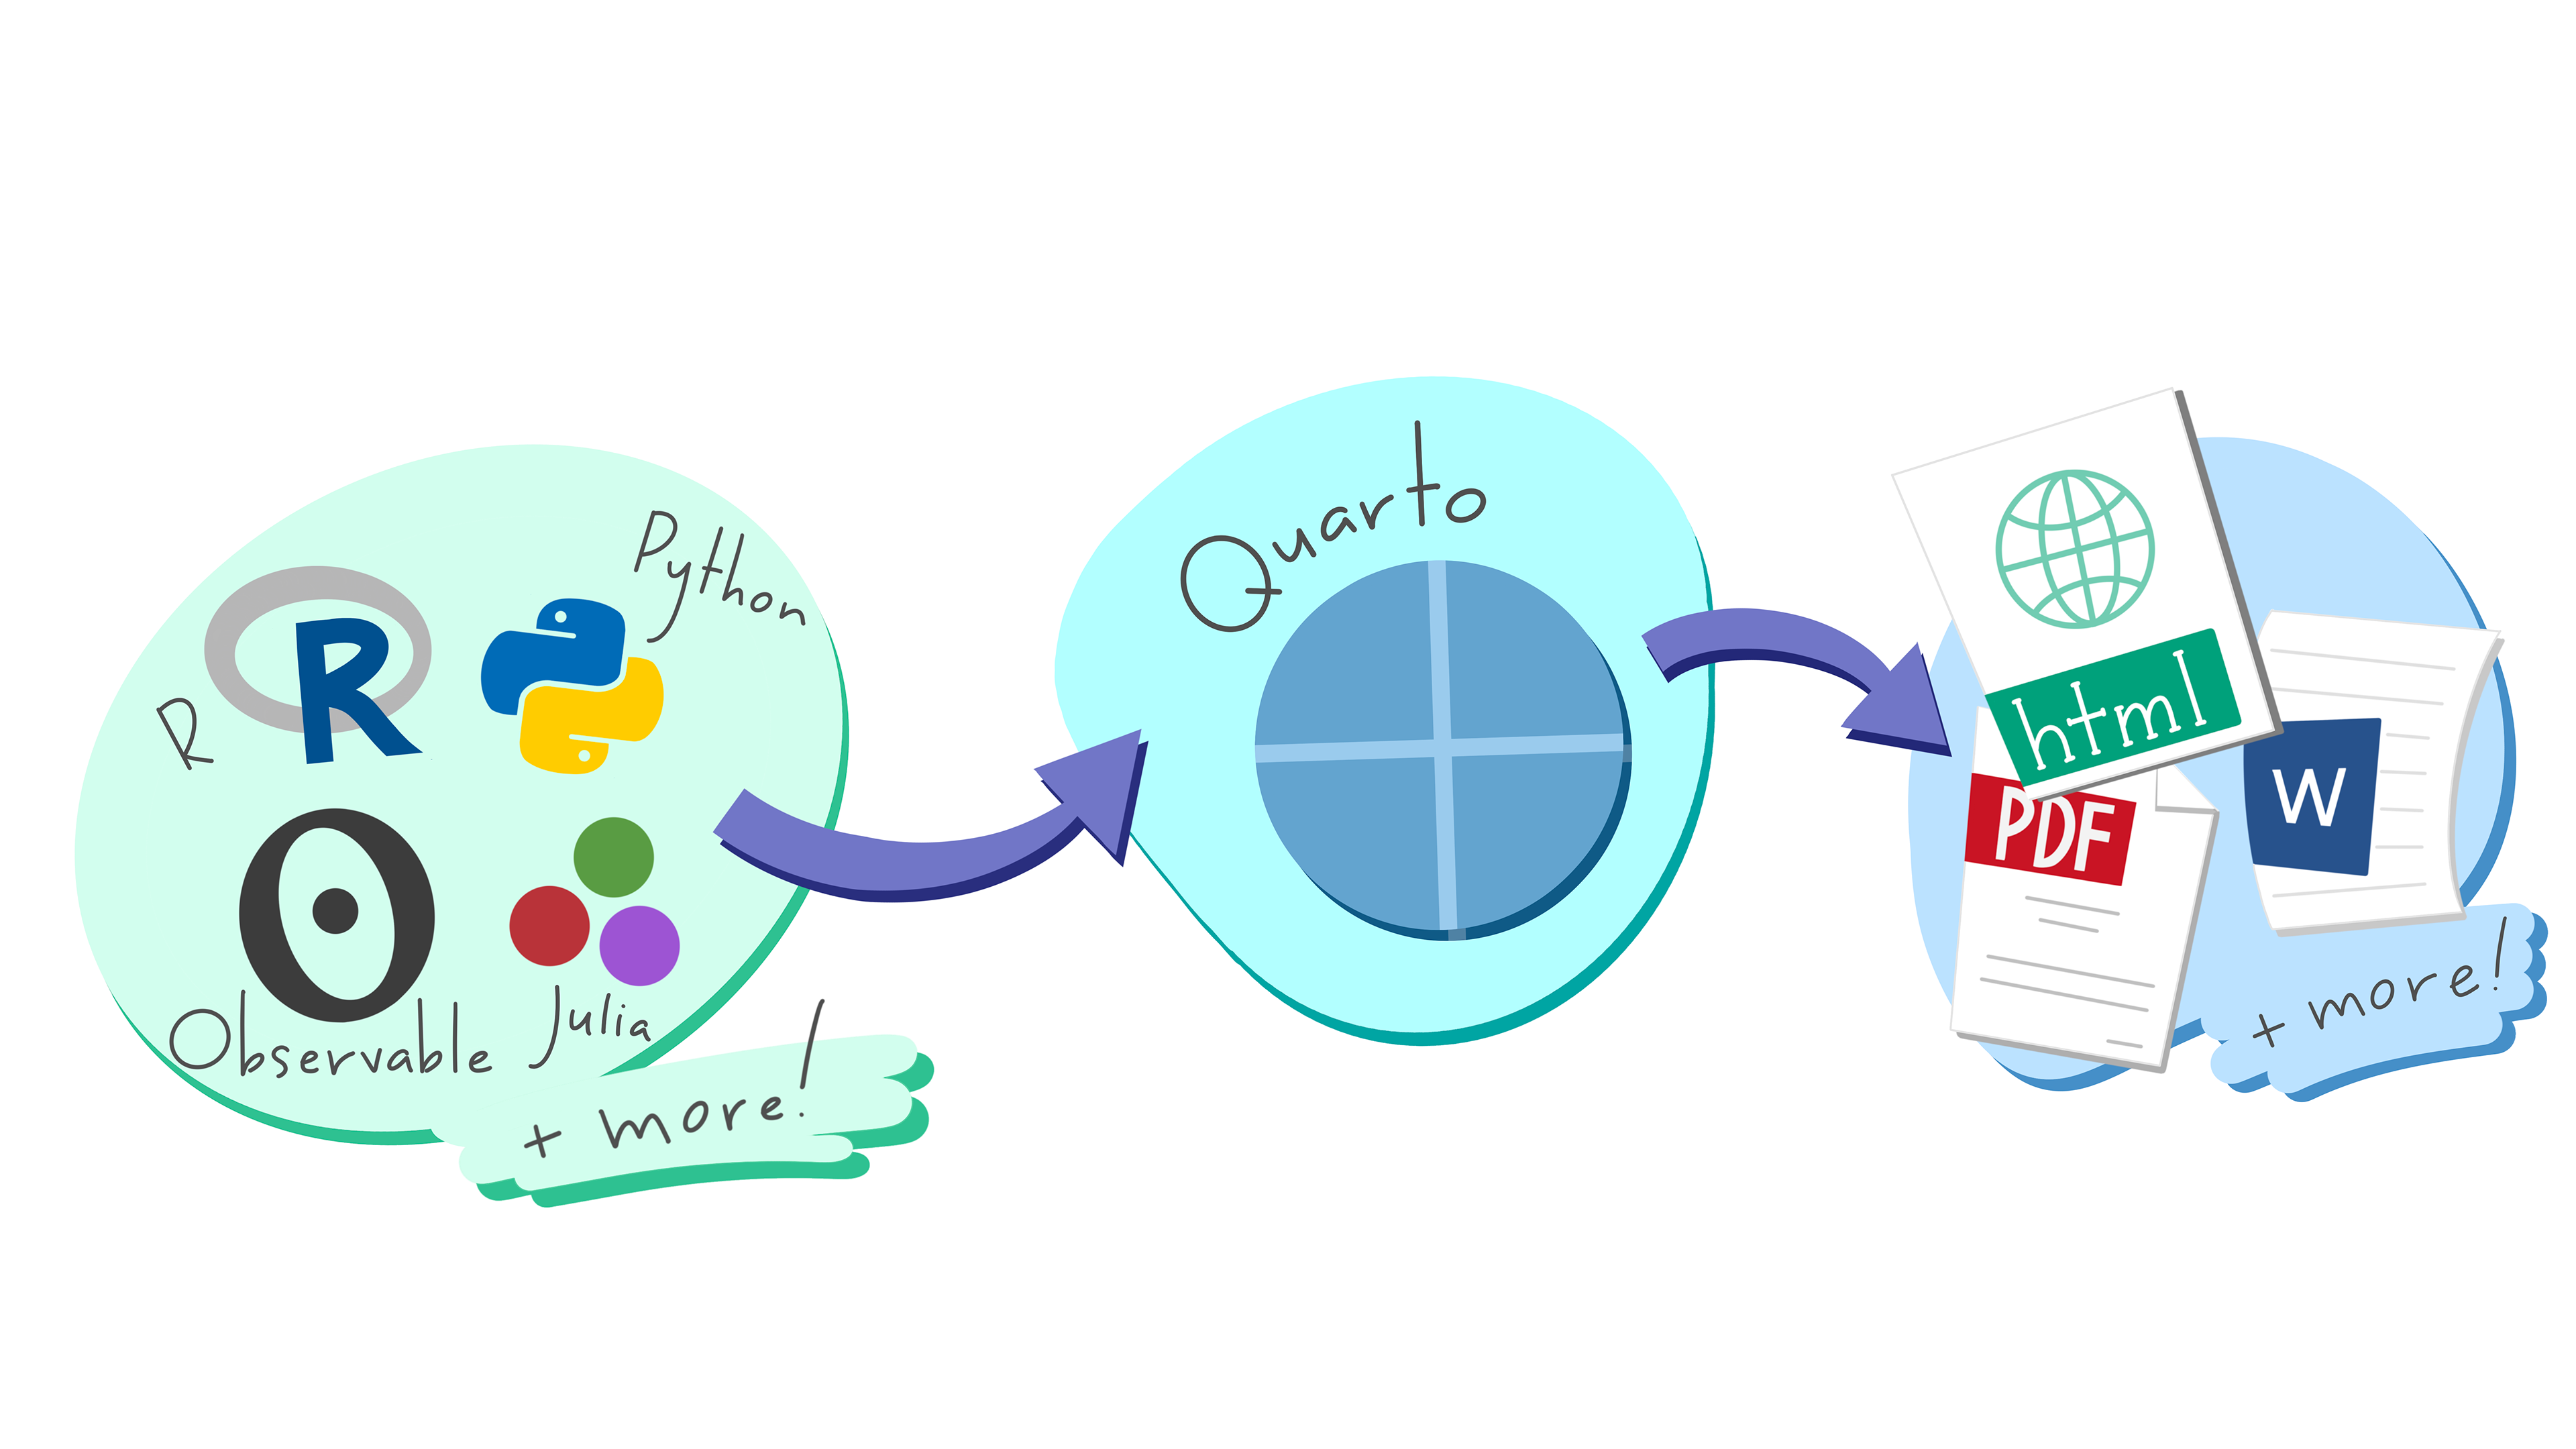 R
R
Python
Observable
Julia
+ more!
Quarto
html
PDF
W
+ more!